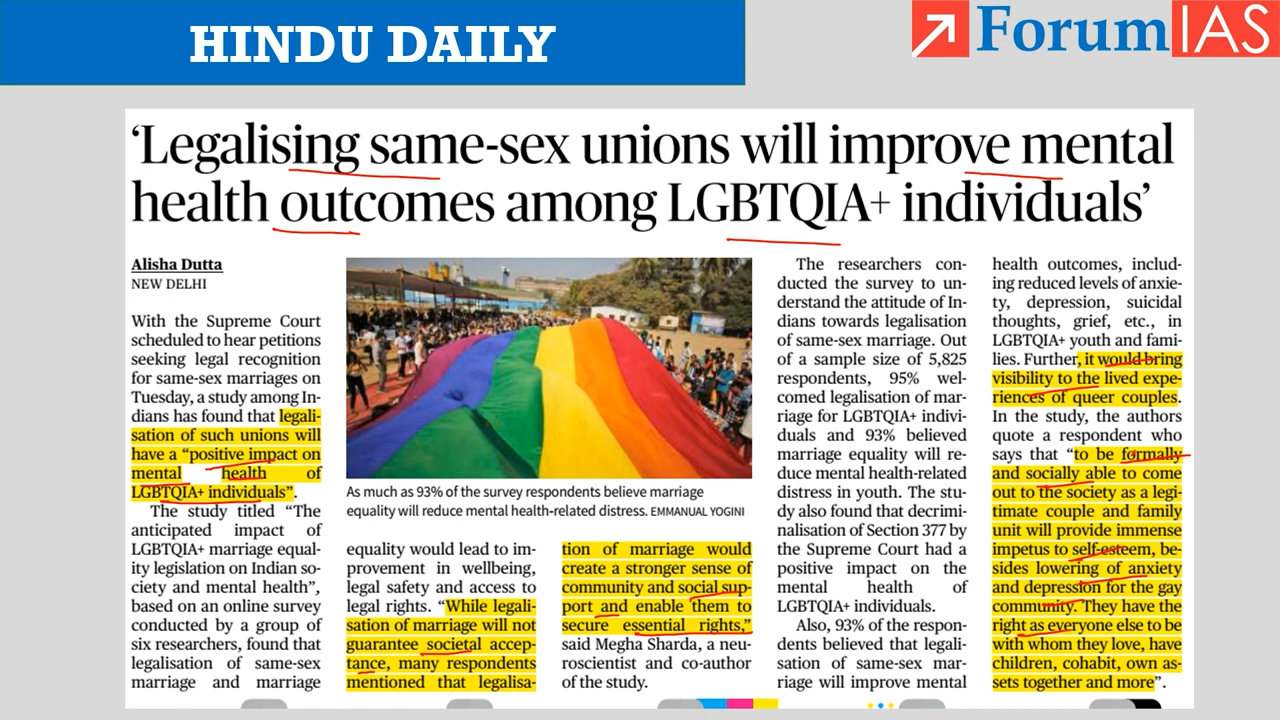 HINDU DAILY
ForumIAS
‘Legalising same-sex unions will improve mental
health outcomes among LGBTQIA+ individuals’
Alisha Dutta
NEW DELHI
With the Supreme Court
scheduled to hear petitions
seeking legal recognition
for same-sex marriages on
Tuesday, a study among In-
dians has found that legali-
sation of such unions will
have a “positive impact on
mental health of
LGBTQIA+ individuals”.
The study titled “The
anticipated impact of
LGBTQIA+ marriage equal-
ity legislation on Indian so-
ciety and mental health”,
based on an online survey
conducted by a group of
six researchers, found that
legalisation of same-sex
marriage and marriage
As much as 93% of the survey respondents believe marriage
equality will reduce mental health-related distress. EMMANUAL YOGINI
equality would lead to im-
provement in wellbeing,
legal safety and access to
legal rights. “While legali-
sation of marriage will not
guarantee societal accep-
tance, many respondents
mentioned that legalisa-
tion of marriage would
create a stronger sense of
community and social sup-
port and enable them to
secure essential rights,”
said Megha Sharda, a neu-
roscientist and co-author
of the study.
The researchers con-
ducted the survey to un-
derstand the attitude of In-
dians towards legalisation
of same-sex marriage. Out
of a sample size of 5,825
respondents, 95% wel-
comed legalisation of mar-
riage for LGBTQIA+ indivi-
duals and 93% believed
marriage equality will re-
duce mental health-related
distress in youth. The stu-
dy also found that decrimi-
nalisation of Section 377 by
the Supreme Court had a
positive impact on the
mental health of
LGBTQIA+ individuals.
Also, 93% of the respon-
dents believed that legali-
sation of same-sex mar-
riage will improve mental
health outcomes, includ-
ing reduced levels of anxie-
ty, depression, suicidal
thoughts, grief, etc., in
LGBTQIA+ youth and fami-
lies. Further, it would bring
visibility to the lived expe-
riences of queer couples.
In the study, the authors
quote a respondent who
says that “to be formally
and socially able to come
out to the society as a legi-
timate couple and family
unit will provide immense
impetus to self-esteem, be-
sides lowering of anxiety
and depression for the gay
community. They have the
right as everyone else to be
with whom they love, have
children, cohabit, own as-
sets together and more”.